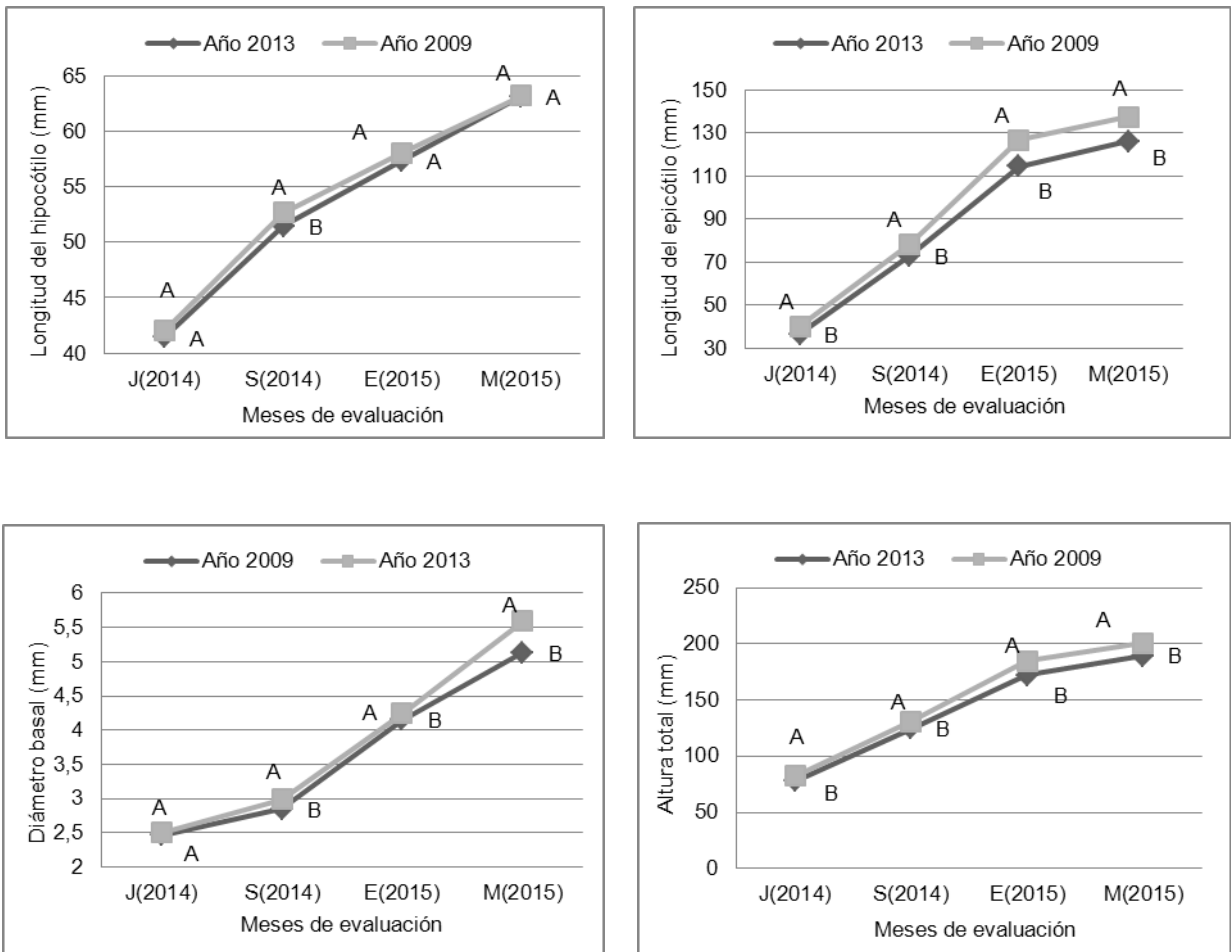 Año 2013 Año 2009
Longitud del hipocótilo (mm)
65
60
55
50
45
40
A
A
A
B
A
A
A
A
J(2014) S(2014) E(2015) M(2015)
Meses de evaluación
Año 2013 Año 2009
Longitud del epicótilo (mm)
150
130
110
90
70
50
30
A
B
A
B
A
B
A
B
J(2014) S(2014) E(2015) M(2015)
Meses de evaluación
Año 2009 Año 2013
Diámetro basal (mm)
6
5,5
5
4,5
4
3,5
3
2,5
2
A
A
A
B
A
B
A
B
J(2014) S(2014) E(2015) M(2015)
Meses de evaluación
Año 2013 Año 2009
Altura total (mm)
250
200
150
100
50
0
A
B
A
B
A
B
A
B
J(2014) S(2014) E(2015) M(2015)
Meses de evaluación